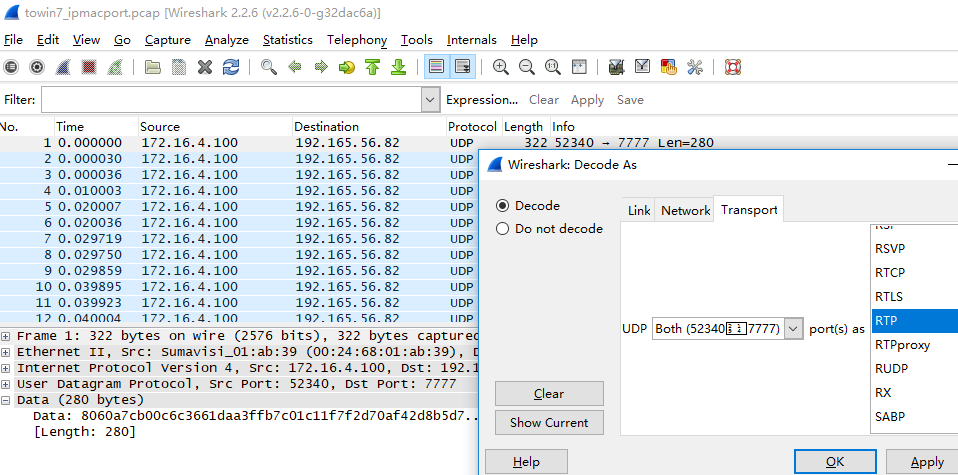 towin7_ipmacport.pcap [Wireshark 2.2.6 (v2.2.6-0-g32dac6a)]
File Edit View Go Capture Analyze Statistics Telephony Tools Internals Help
Filter: Expression... Clear Apply Save
No. Time Source Destination Protocol Length Info
1 0.000000 172.16.4.100 192.165.56.82 UDP 322 52340 → 7777 Len=280
2 0.000030 172.16.4.100 192.165.56.82 UDP
3 0.000036 172.16.4.100 192.165.56.82 UDP
4 0.010003 172.16.4.100 192.165.56.82 UDP
5 0.020007 172.16.4.100 192.165.56.82 UDP
6 0.020036 172.16.4.100 192.165.56.82 UDP
7 0.029719 172.16.4.100 192.165.56.82 UDP
8 0.029750 172.16.4.100 192.165.56.82 UDP
9 0.029859 172.16.4.100 192.165.56.82 UDP
10 0.039895 172.16.4.100 192.165.56.82 UDP
11 0.039923 172.16.4.100 192.165.56.82 UDP
12 0.040004 172.16.4.100 192.165.56.82 UDP
Frame 1: 322 bytes on wire (2576 bits), 322 bytes captured
Ethernet II, Src: Sumavisi_01:ab:39 (00:24:68:01:ab:39), D
Internet Protocol Version 4, Src: 172.16.4.100, Dst: 192.1
User Datagram Protocol, Src Port: 52340, Dst Port: 7777
Data (280 bytes)
Data: 8060a7cb00c6c3661daa3ffb7c01c11f7f2d70af42d8b5d7...
[Length: 280]
Wireshark: Decode As
Decode
Do not decode
Link Network Transport
UDP Both (52340 7777) port(s) as
RSVP
RTCP
RTLS
RTP
RTPproxy
RUDP
RX
SABP
Clear
Show Current
Help OK Apply